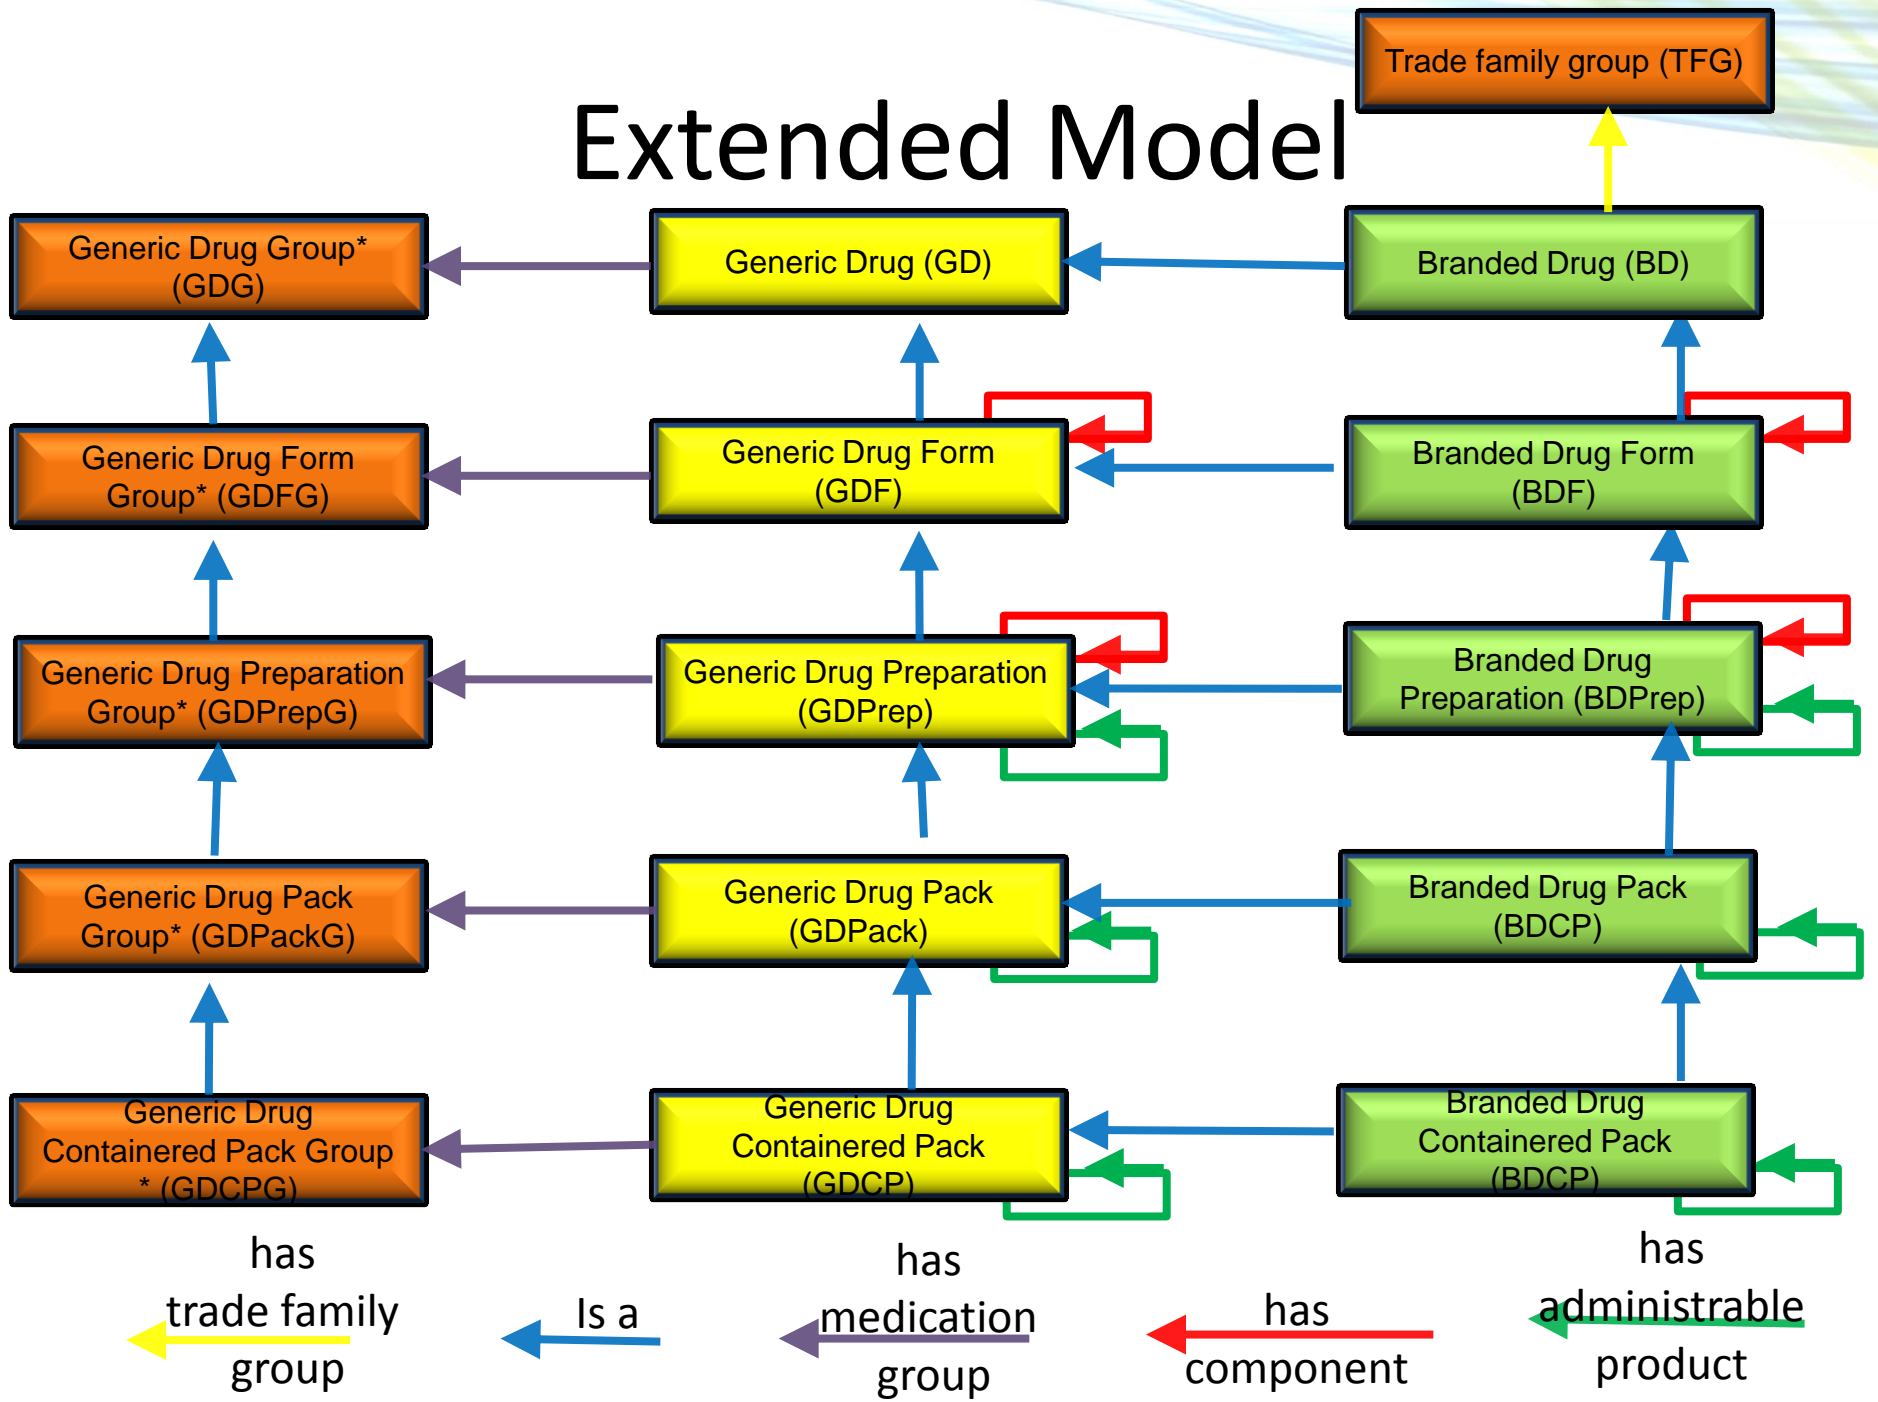 Trade family group (TFG)
Extended Model
Generic Drug Group*
(GDG)
Generic Drug (GD)
Branded Drug (BD)
Generic Drug Form
Group* (GDFG)
Generic Drug Form
(GDF)
Branded Drug Form
(BDF)
Generic Drug Preparation
Group* (GDPrepG)
Generic Drug Preparation
(GDPrep)
Branded Drug
Preparation (BDPrep)
Generic Drug Pack
Group* (GDPackG)
Generic Drug Pack
(GDPack)
Branded Drug Pack
(BDCP)
Generic Drug
Containered Pack Group
* (GDCPG)
Generic Drug
Containered Pack
(GDCP)
Branded Drug
Containered Pack
(BDCP)
has
trade family
group
Is a
has
medication
group
has
component
has
administrable
product